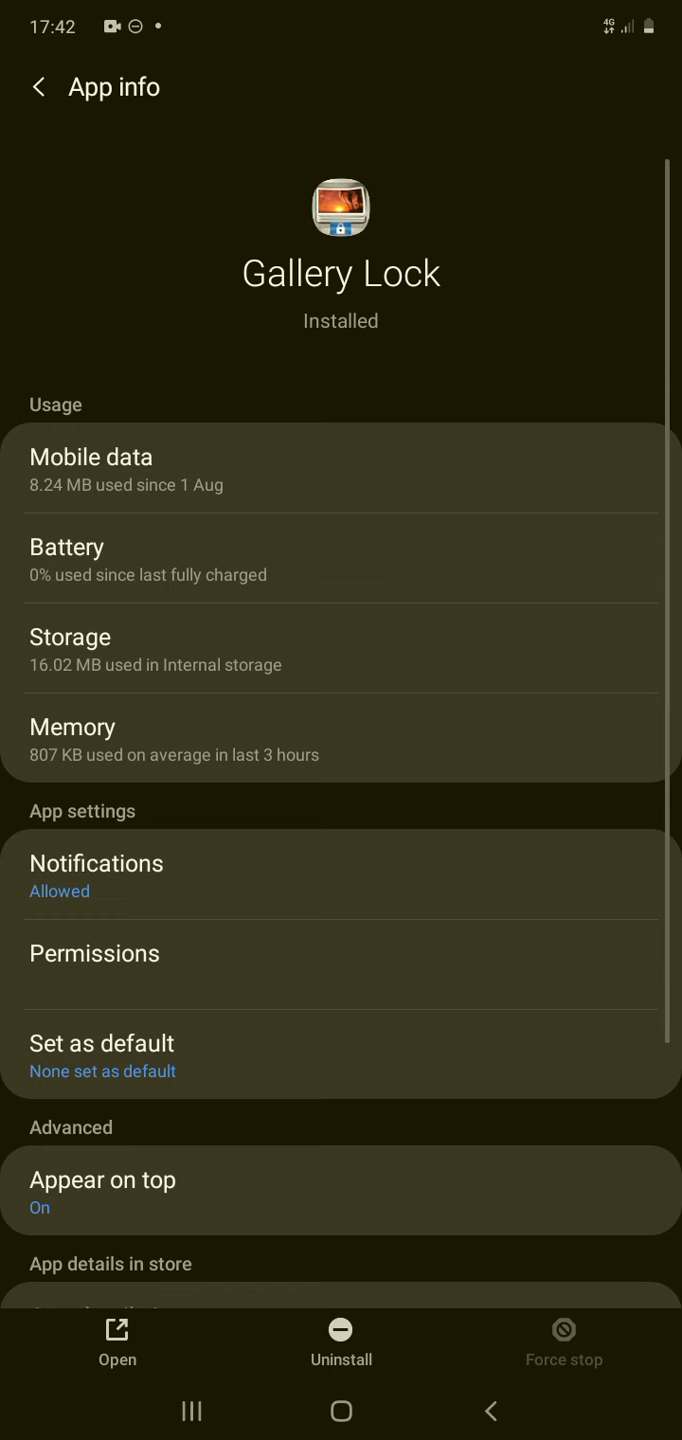 17:42
4G
App info
Gallery Lock
Installed
Usage
Mobile data
8.24 MB used since 1 Aug
Battery
0% used since last fully charged
Storage
16.02 MB used in Internal storage
Memory
807 KB used on average in last 3 hours
App settings
Notifications
Allowed
Permissions
Set as default
None set as default
Advanced
Appear on top
On
App details in store
Open
Uninstall
Force stop